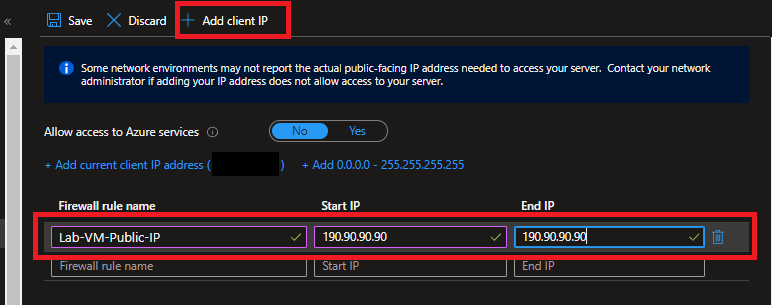 « Save Discard + Add client IP
Some network environments may not report the actual public-facing IP address needed to access your server. Contact your network
administrator if adding your IP address does not allow access to your server.
Allow access to Azure services No Yes
+ Add current client IP address ( ) + Add 0.0.0.0 - 255.255.255.255
Firewall rule name Start IP End IP
Lab-VM-Public-IP 190.90.90.90 190.90.90.90
Firewall rule name Start IP End IP